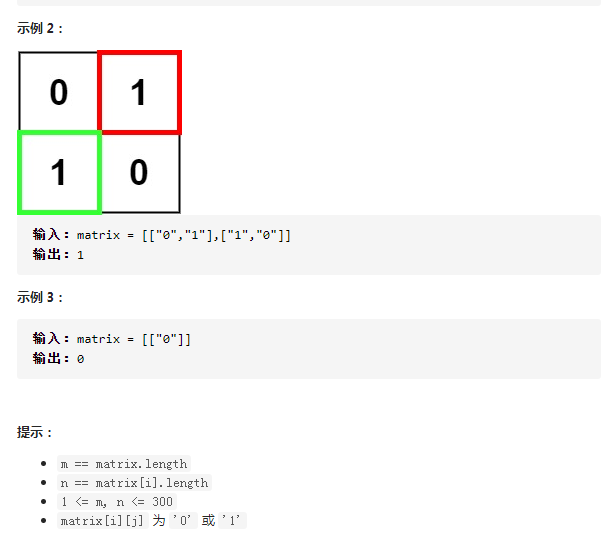 示例 2：
0 1
1 0
输入：matrix = [["0","1"],["1","0"]]
输出：1
示例 3：
输入：matrix = [["0"]]
输出：0
提示：
m == matrix.length
n == matrix[i].length
1 <= m, n <= 300
matrix[i][j] 为 '0' 或 '1'